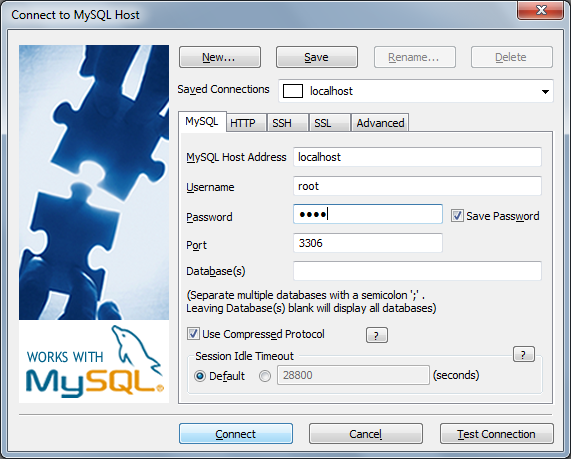 Connect to MySQL Host
New...
Save
Rename...
Delete
Saved Connections
localhost
MySQL
HTTP
SSH
SSL
Advanced
MySQL Host Address
localhost
Username
root
Password
●●●●
Save Password
Port
3306
Database(s)
(Separate multiple databases with a semicolon ';' .
Leaving Database(s) blank will display all databases)
Use Compressed Protocol
?
Session Idle Timeout
?
Default
28800
(seconds)
WORKS WITH
MySQL®
Connect
Cancel
Test Connection